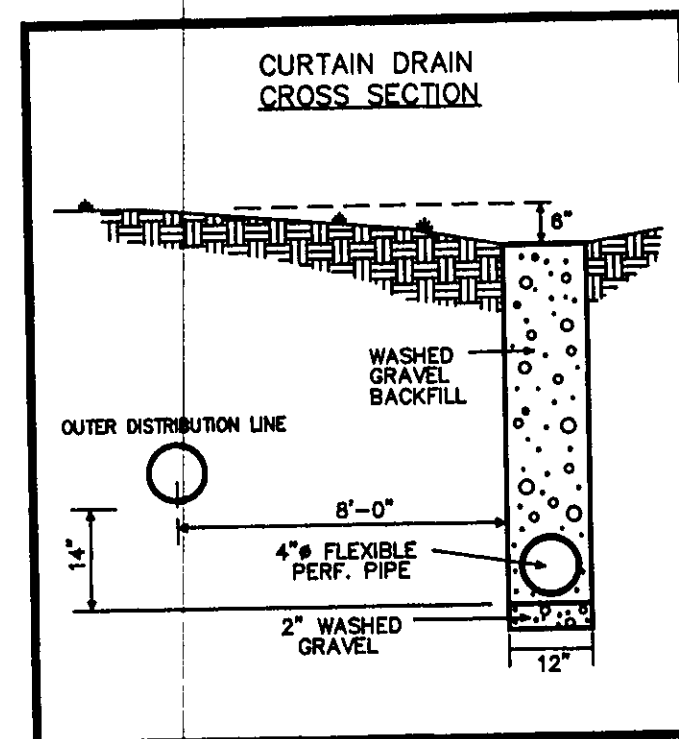 CURTAIN DRAIN
CROSS SECTION
6"
WASHED
GRAVEL
BACKFILL
OUTER DISTRIBUTION LINE
8'-0"
14"
4"ø FLEXIBLE
PERF. PIPE
2" WASHED
GRAVEL
12"